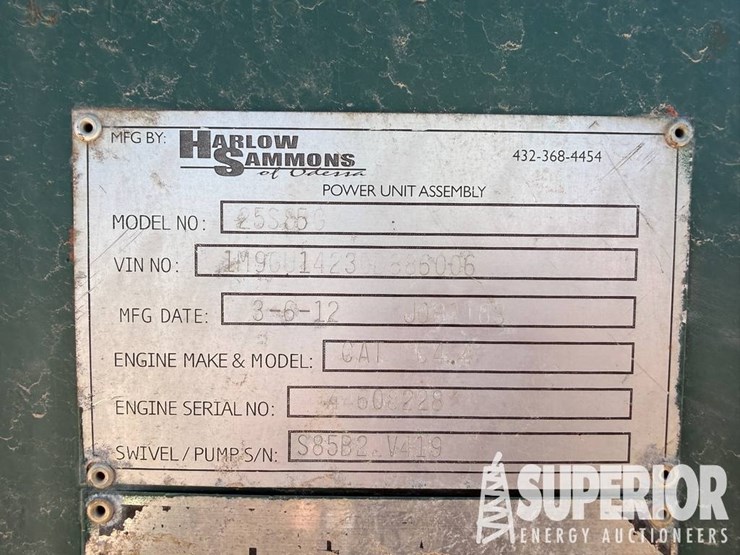 MFG BY: HARLOW SAMMONS of Odessa
432-368-4454
POWER UNIT ASSEMBLY
MODEL NO:
VIN NO:
MFG DATE: 3-6-12
ENGINE MAKE & MODEL: CAT
ENGINE SERIAL NO:
SWIVEL/PUMP S/N: S85B2 V419
SUPERIOR
ENERGY AUCTIONEERS